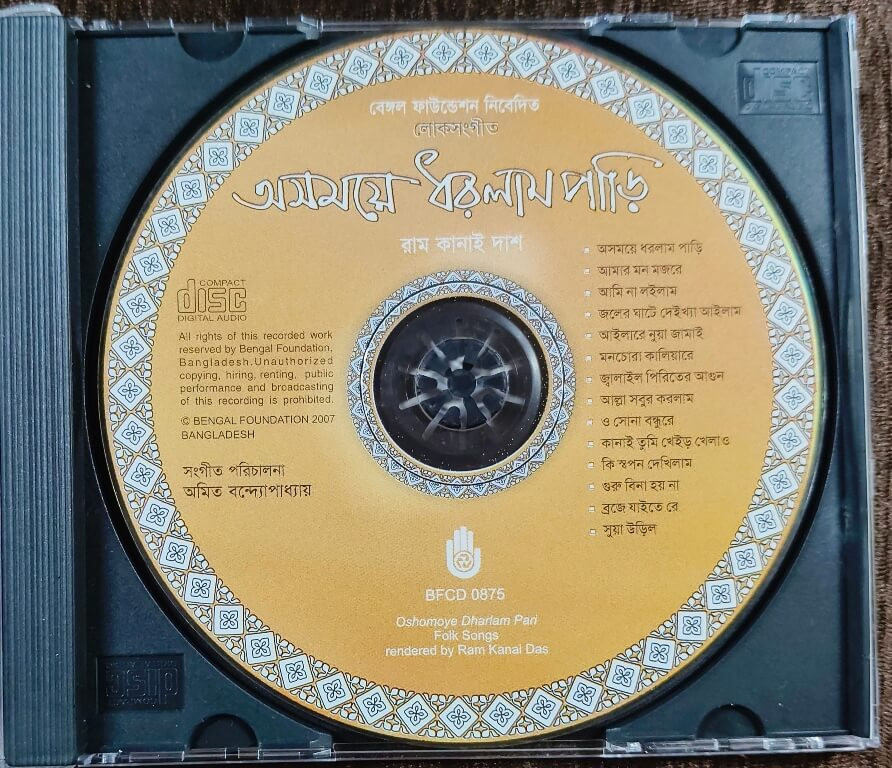 বেঙ্গল ফাউন্ডেশন নিবেদিত
লোকসংগীত
অসময়ে ধরলাম পাড়ি
রাম কানাই দাশ
COMPACT
disc
DIGITAL AUDIO
All rights of this recorded work
reserved by Bengal Foundation,
Bangladesh.Unauthorized
copying, hiring, renting, public
performance and broadcasting
of this recording is prohibited.
© BENGAL FOUNDATION 2007
BANGLADESH
সংগীত পরিচালনা
অমিত বন্দ্যোপাধ্যায়
অসময়ে ধরলাম পাড়ি
আমার মন মজরে
আমি না লইলাম
জলের ঘাটে দেইখ্যা আইলাম
আইলারে নুয়া জামাই
মনচোরা কালিয়ারে
জ্বালাইল পিরিতের আগুন
আল্লা সবুর করলাম
ও সোনা বন্ধুরে
কানাই তুমি খেইড় খেলাও
কি স্বপন দেখিলাম
গুরু বিনা হয় না
ব্রজে যাইতে রে
সুয়া উড়িল
BFCD 0875
Oshomoye Dharlam Pari
Folk Songs
rendered by Ram Kanai Das
COMPACT
disc